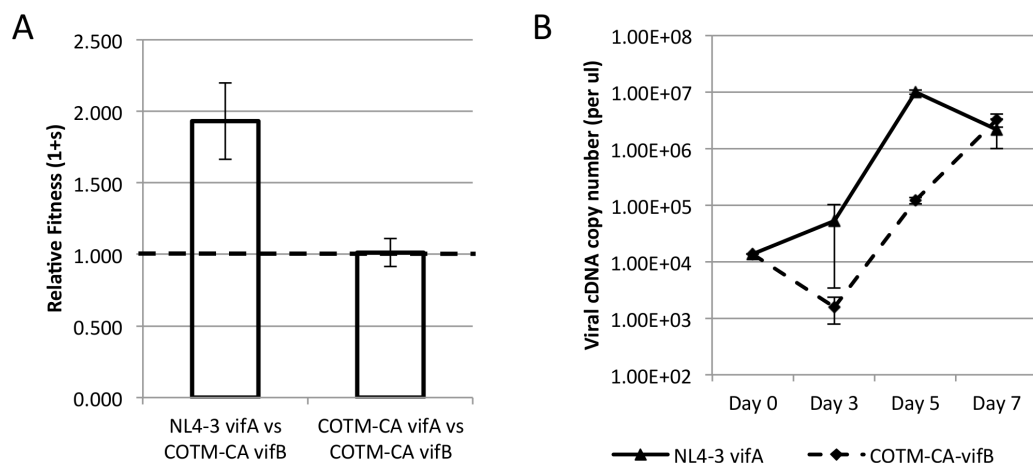 A
2.500
2.000
1.500
1.000
0.500
0.000
Relative Fitness (1+s)
NL4-3 vifA vs
COTM-CA vifB
COTM-CA vifA vs
COTM-CA vifB
B
1.00E+08
1.00E+07
1.00E+06
1.00E+05
1.00E+04
1.00E+03
1.00E+02
Viral cDNA copy number (per ul)
Day 0
Day 3
Day 5
Day 7
NL4-3 vifA
COTM-CA-vifB